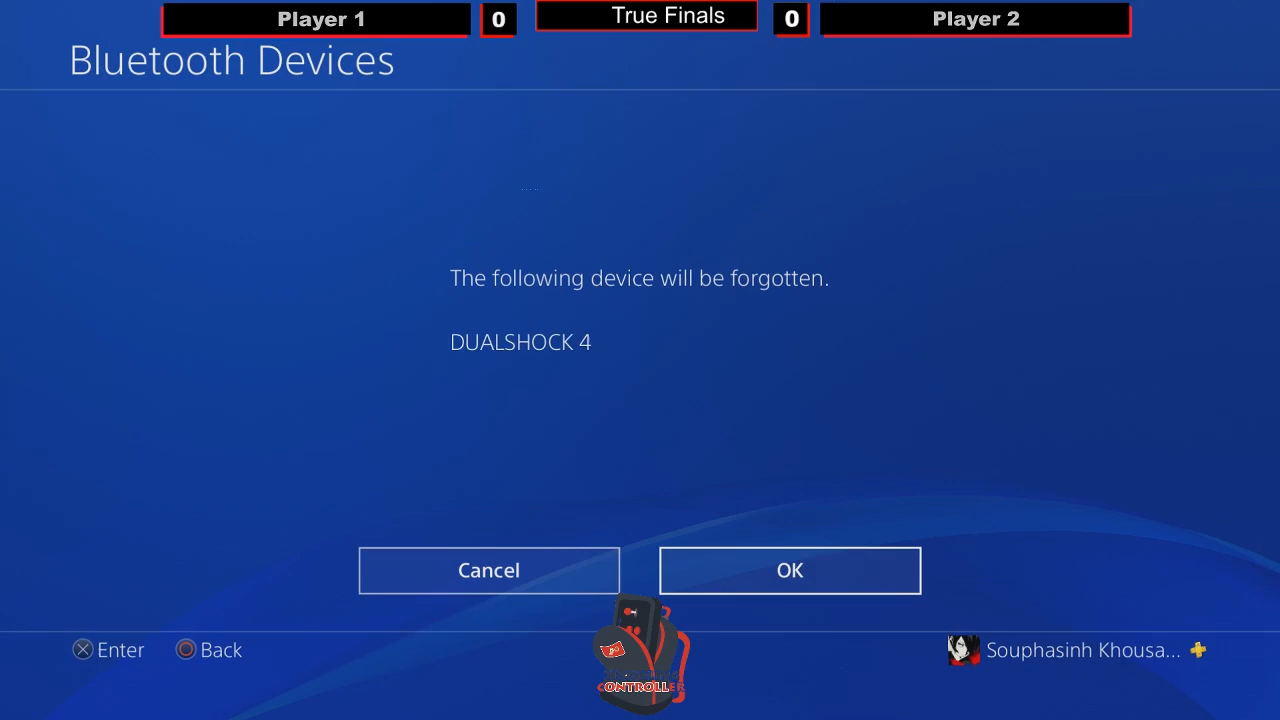 Player 1
0
True Finals
0
Player 2
Bluetooth Devices
The following device will be forgotten.
DUALSHOCK 4
Cancel
OK
Enter
Back
Souphasinh Khousa...
CONTROLLER